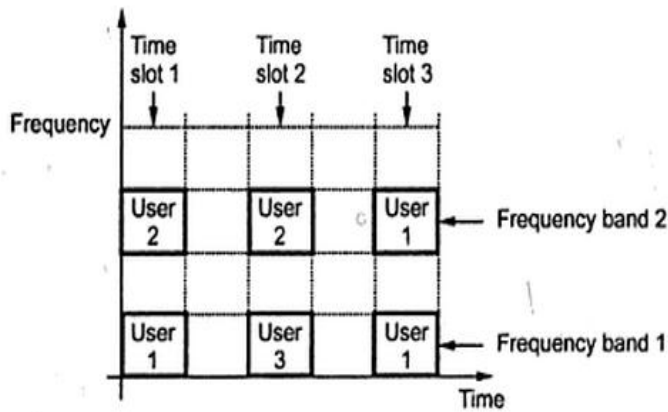 Time slot 1
Time slot 2
Time slot 3
Frequency
User 2
User 2
User 1
Frequency band 2
User 1
User 3
User 1
Frequency band 1
Time